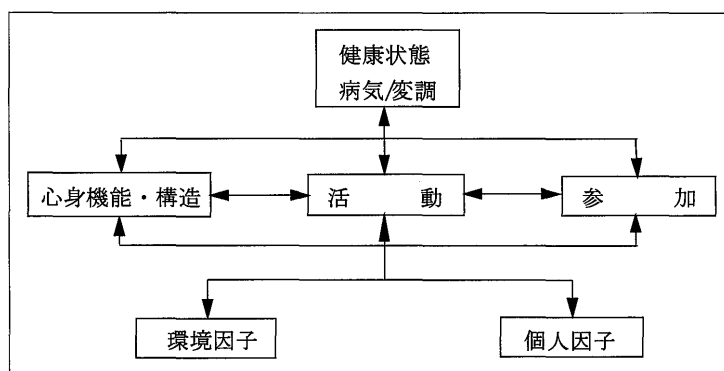 健康状態
病気/変調
心身機能・構造
活 動
参 加
環境因子
個人因子